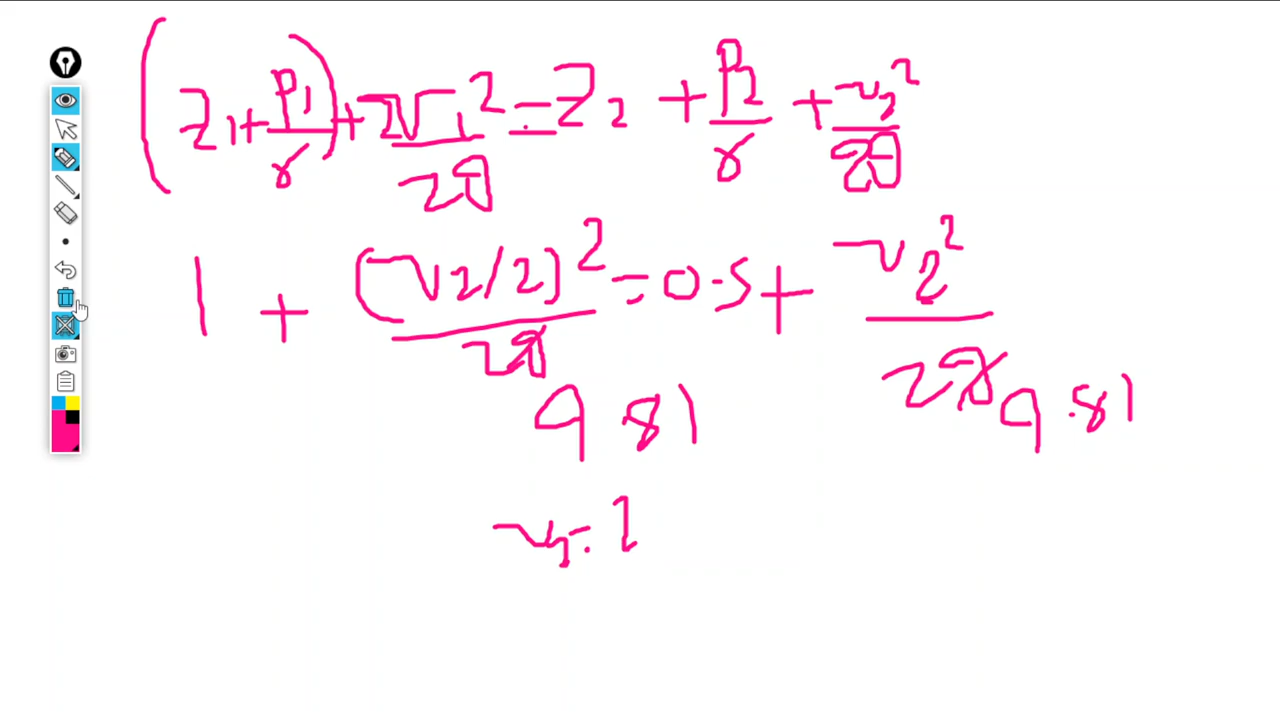 (z₁ + p₁/γ) + v₁²/2g = z₂ + p₂/γ + v₂²/2g
1 + (v₂/2)²/2g = 0.5 + v₂²/2g
9.81 9.81
v₂ =